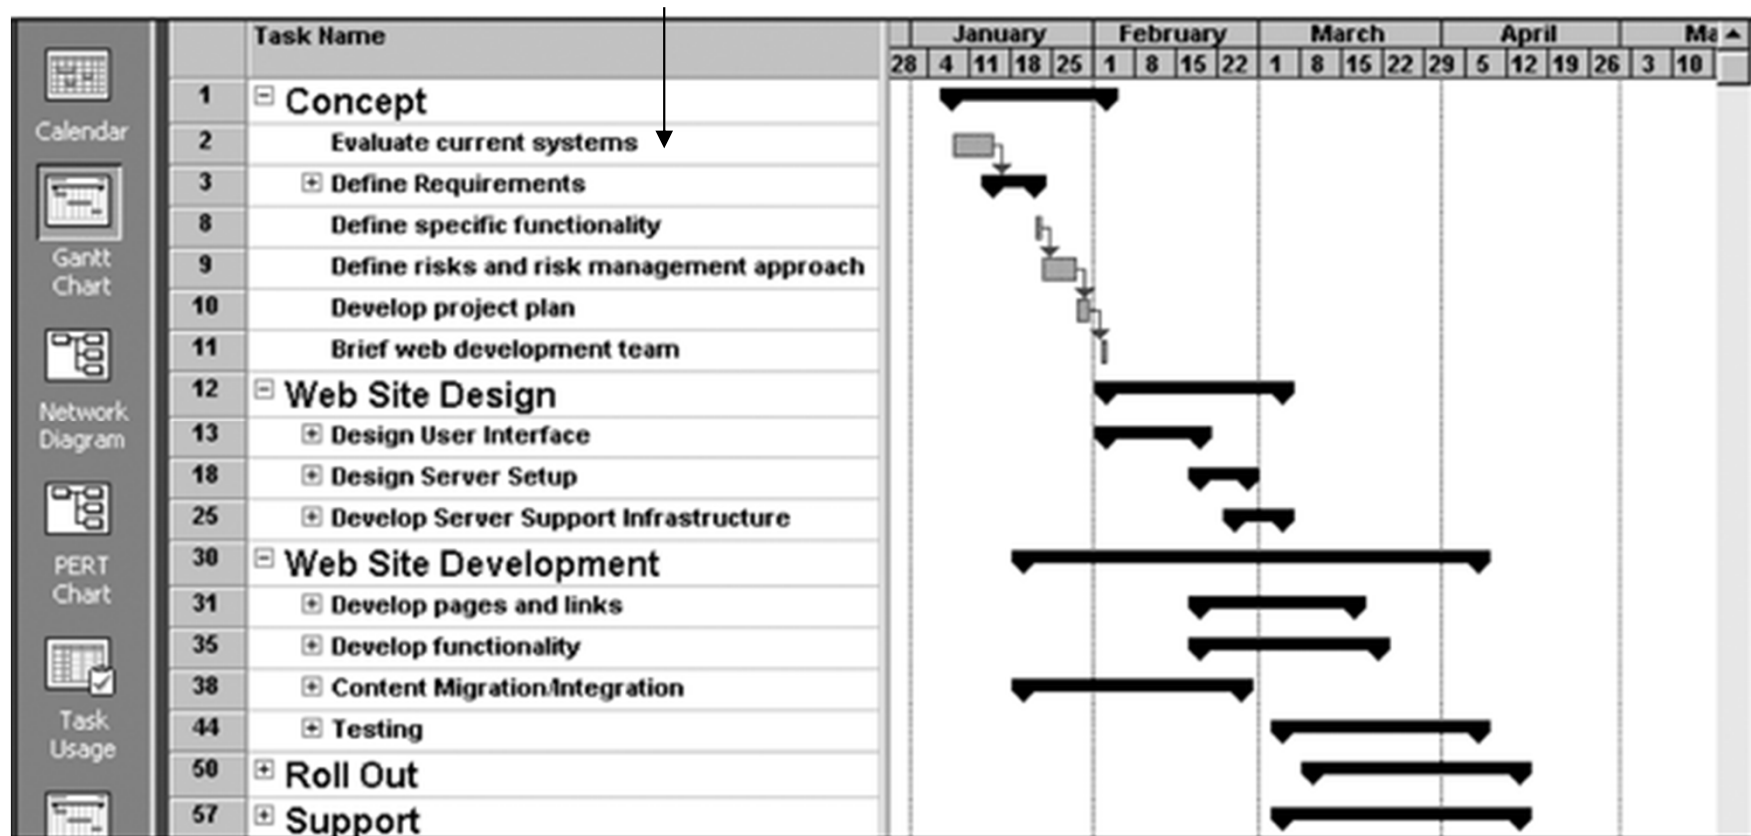 Task Name
January February March April Ma
28 4 11 18 25 1 8 15 22 1 8 15 22 29 5 12 19 26 3 10
Calendar
Gantt
Chart
Network
Diagram
PERT
Chart
Task
Usage
1 Concept
2 Evaluate current systems
3 Define Requirements
8 Define specific functionality
9 Define risks and risk management approach
10 Develop project plan
11 Brief web development team
12 Web Site Design
13 Design User Interface
18 Design Server Setup
25 Develop Server Support Infrastructure
30 Web Site Development
31 Develop pages and links
35 Develop functionality
38 Content Migration/Integration
44 Testing
50 Roll Out
57 Support